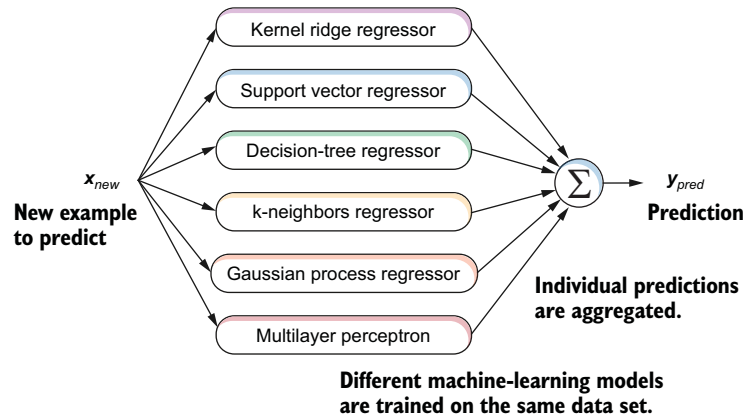 Kernel ridge regressor
Support vector regressor
Decision-tree regressor
k-neighbors regressor
Gaussian process regressor
Multilayer perceptron
x_new
New example
to predict
Σ
y_pred
Prediction
Individual predictions
are aggregated.
Different machine-learning models
are trained on the same data set.